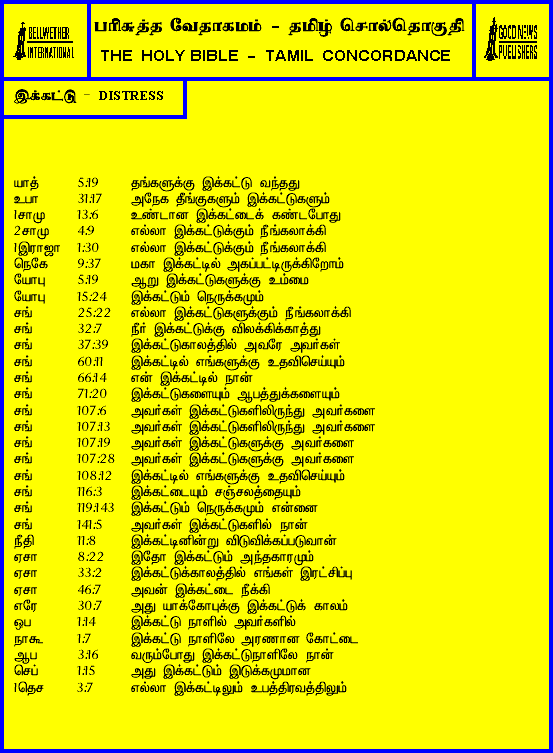 BELLWETHER
INTERNATIONAL
பரிசுத்த வேதாகமம் - தமிழ் சொல்தொகுதி
THE HOLY BIBLE - TAMIL CONCORDANCE
GOOD NEWS
PUBLISHERS
இக்கட்டு - DISTRESS
யாத் 5:19 தங்களுக்கு இக்கட்டு வந்தது
உபா 31:17 அநேக தீங்குகளும் இக்கட்டுகளும்
1சாமு 13:6 உண்டான இக்கட்டைக் கண்டபோது
2சாமு 4:9 எல்லா இக்கட்டுக்கும் நீங்கலாக்கி
1இராஜா 1:30 எல்லா இக்கட்டுக்கும் நீங்கலாக்கி
நெகே 9:37 மகா இக்கட்டில் அகப்பட்டிருக்கிறோம்
யோபு 5:19 ஆறு இக்கட்டுகளுக்கு உம்மை
யோபு 15:24 இக்கட்டும் நெருக்கமும்
சங் 25:22 எல்லா இக்கட்டுகளுக்கும் நீங்கலாக்கி
சங் 32:7 நீர் இக்கட்டுக்கு விலக்கிக்காத்து
சங் 37:39 இக்கட்டுகாலத்தில் அவரே அவர்கள்
சங் 60:11 இக்கட்டில் எங்களுக்கு உதவிசெய்யும்
சங் 66:14 என் இக்கட்டில் நான்
சங் 71:20 இக்கட்டுகளையும் ஆபத்துக்களையும்
சங் 107:6 அவர்கள் இக்கட்டுகளிலிருந்து அவர்களை
சங் 107:13 அவர்கள் இக்கட்டுகளிலிருந்து அவர்களை
சங் 107:19 அவர்கள் இக்கட்டுகளுக்கு அவர்களை
சங் 107:28 அவர்கள் இக்கட்டுகளுக்கு அவர்களை
சங் 108:12 இக்கட்டில் எங்களுக்கு உதவிசெய்யும்
சங் 116:3 இக்கட்டையும் சஞ்சலத்தையும்
சங் 119:143 இக்கட்டும் நெருக்கமும் என்னை
சங் 141:5 அவர்கள் இக்கட்டுகளில் நான்
நீதி 11:8 இக்கட்டினின்று விடுவிக்கப்படுவான்
ஏசா 8:22 இதோ இக்கட்டும் அந்தகாரமும்
ஏசா 33:2 இக்கட்டுக்காலத்தில் எங்கள் இரட்சிப்பு
ஏசா 46:7 அவன் இக்கட்டை நீக்கி
எரே 30:7 அது யாக்கோபுக்கு இக்கட்டுக் காலம்
ஒப 1:14 இக்கட்டு நாளில் அவர்களில்
நாகூ 1:7 இக்கட்டு நாளிலே அரணான கோட்டை
ஆப 3:16 வரும்போது இக்கட்டுநாளிலே நான்
செப் 1:15 அது இக்கட்டும் இடுக்கமுமான
1தெச 3:7 எல்லா இக்கட்டிலும் உபத்திரவத்திலும்